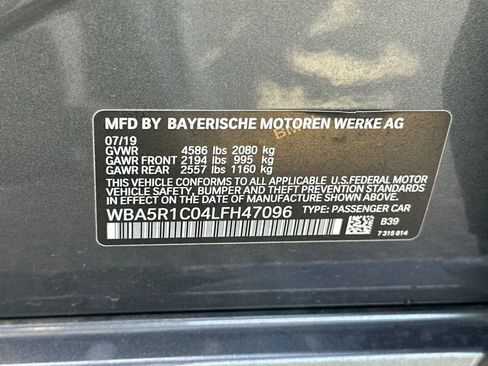 MFD BY BAYERISCHE MOTOREN WERKE AG
07/19
GVWR 4586 lbs 2080 kg
GAWR FRONT 2194 lbs 995 kg
GAWR REAR 2557 lbs 1160 kg
THIS VEHICLE CONFORMS TO ALL APPLICABLE U.S.FEDERAL MOTOR
VEHICLE SAFETY, BUMPER AND THEFT PREVENTION STANDARDS
IN EFFECT ON THE DATE OF MANUFACTURE SHOWN ABOVE.
WBA5R1C04LFH47096 TYPE: PASSENGER CAR
B39
7 315 814